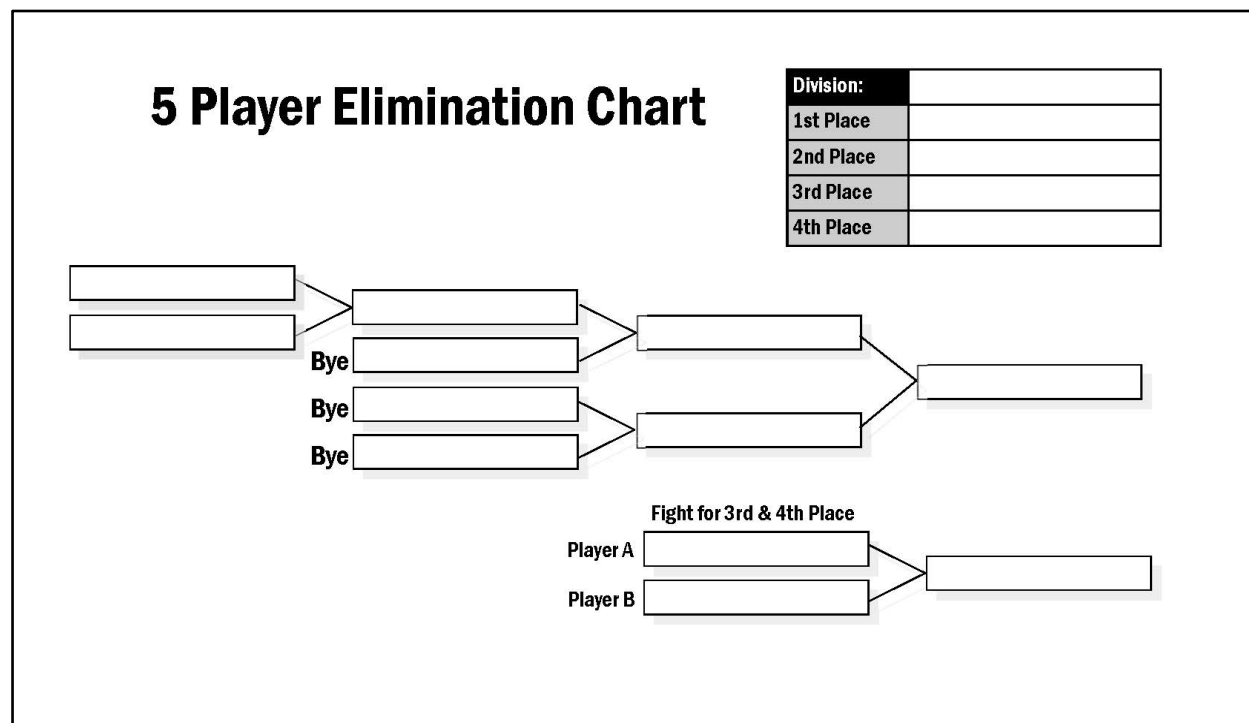 5 Player Elimination Chart
Division:
1st Place
2nd Place
3rd Place
4th Place
Bye
Bye
Bye
Fight for 3rd & 4th Place
Player A
Player B